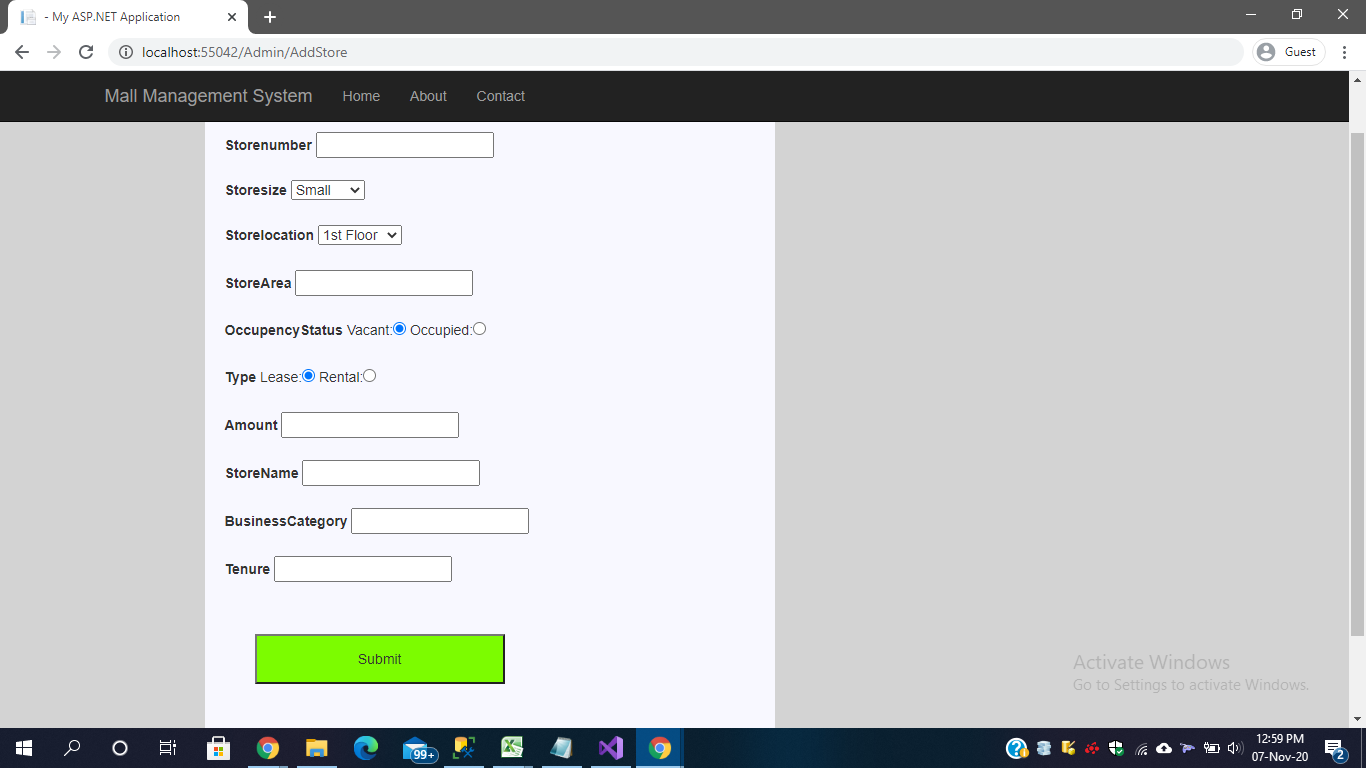 - My ASP.NET Application
localhost:55042/Admin/AddStore
Guest
Mall Management System Home About Contact
Storenumber
Storesize Small
Storelocation 1st Floor
StoreArea
OccupencyStatus Vacant: Occupied:
Type Lease: Rental:
Amount
StoreName
BusinessCategory
Tenure
Submit
Activate Windows
Go to Settings to activate Windows.
99+
12:59 PM
07-Nov-20
2